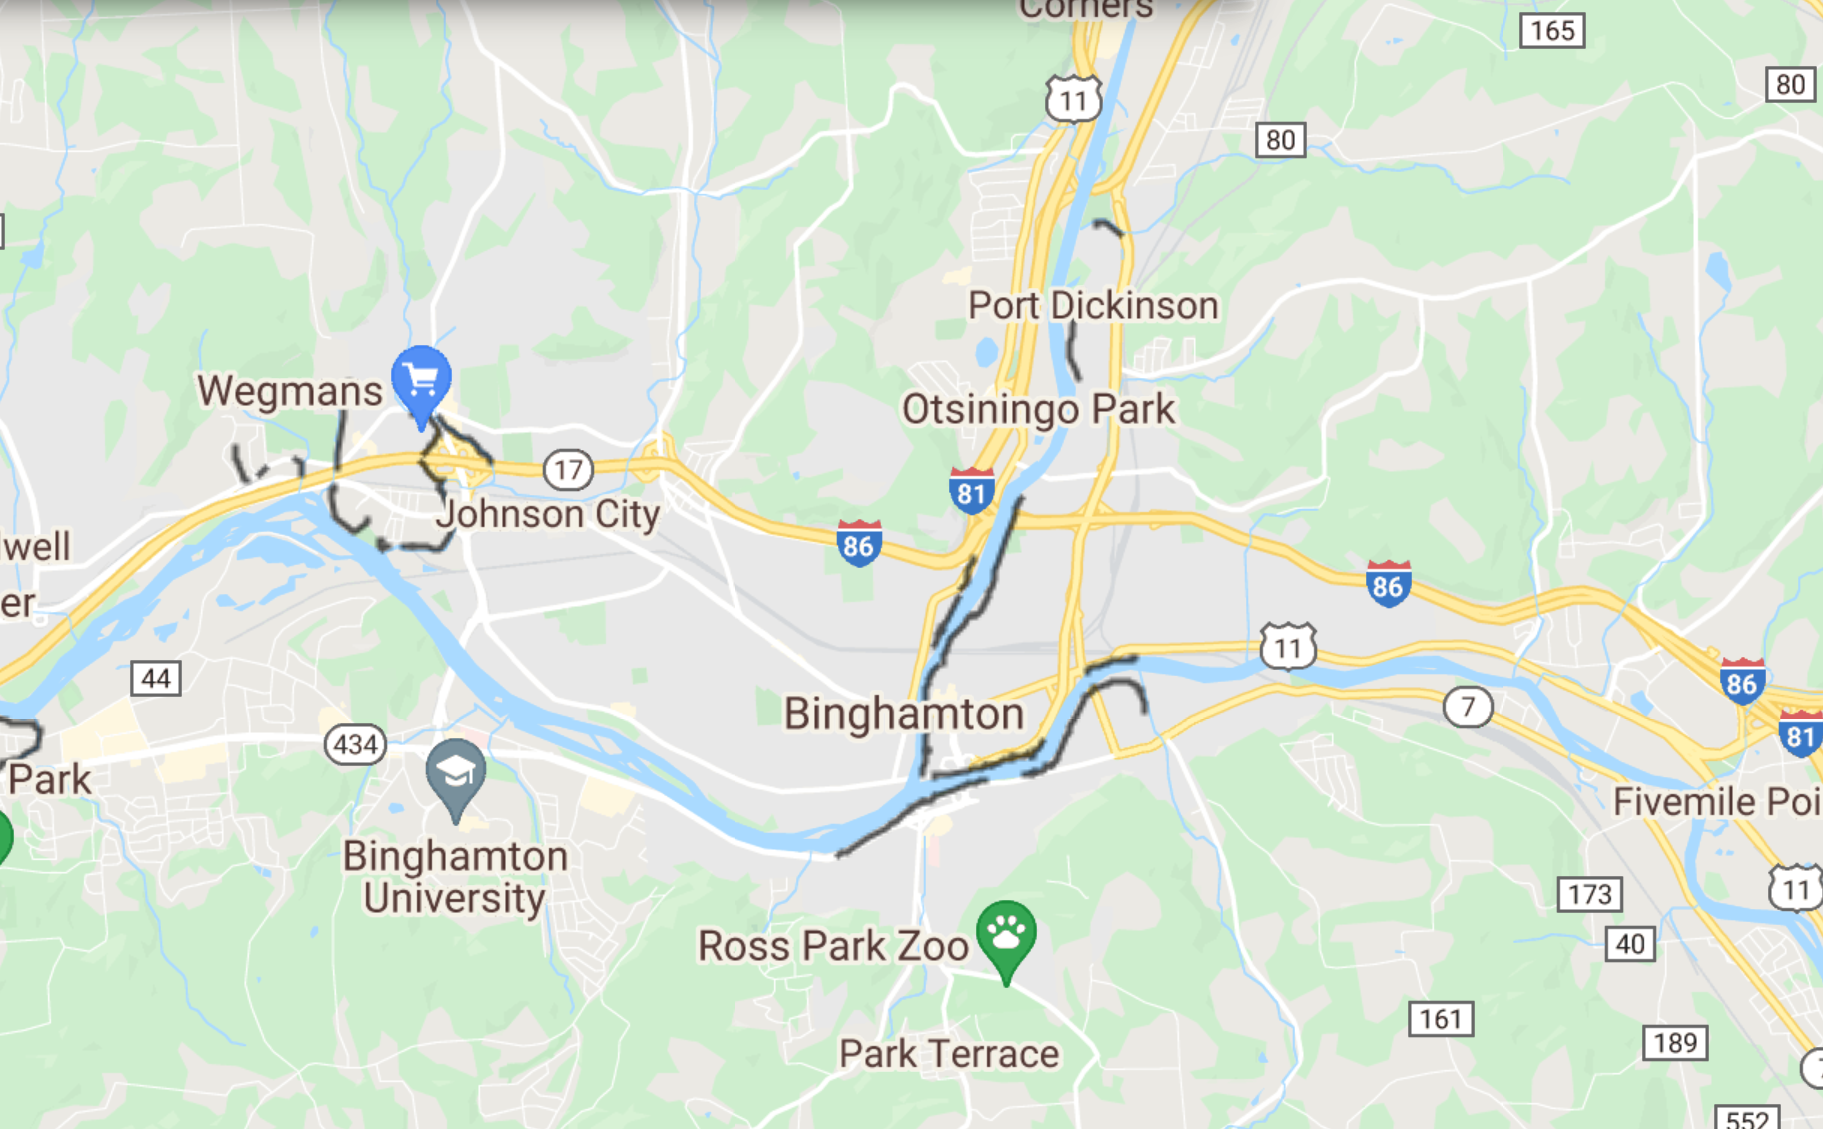 Corners
165
11
80
80
Port Dickinson
Wegmans
Otsiningo Park
17
81
Johnson City
86
lwell
86
er
11
44
86
7
Binghamton
81
434
Park
Fivemile Poi
Binghamton
University
11
173
Ross Park Zoo
40
161
189
Park Terrace
7
552